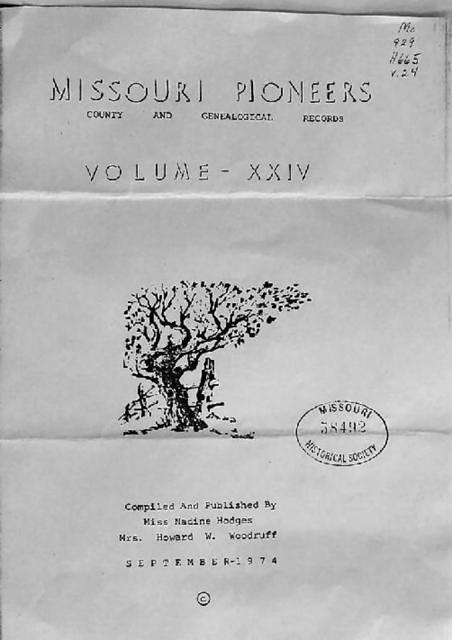 Mo
929
H665
v.24
MISSOURI PIONEERS
COUNTY AND GENEALOGICAL RECORDS
VOLUME - XXIV
MISSOURI
58492
HISTORICAL SOCIETY
Compiled And Published By
Miss Nadine Hodges
Mrs. Howard W. Woodruff
SEPTEMBER-1974
©